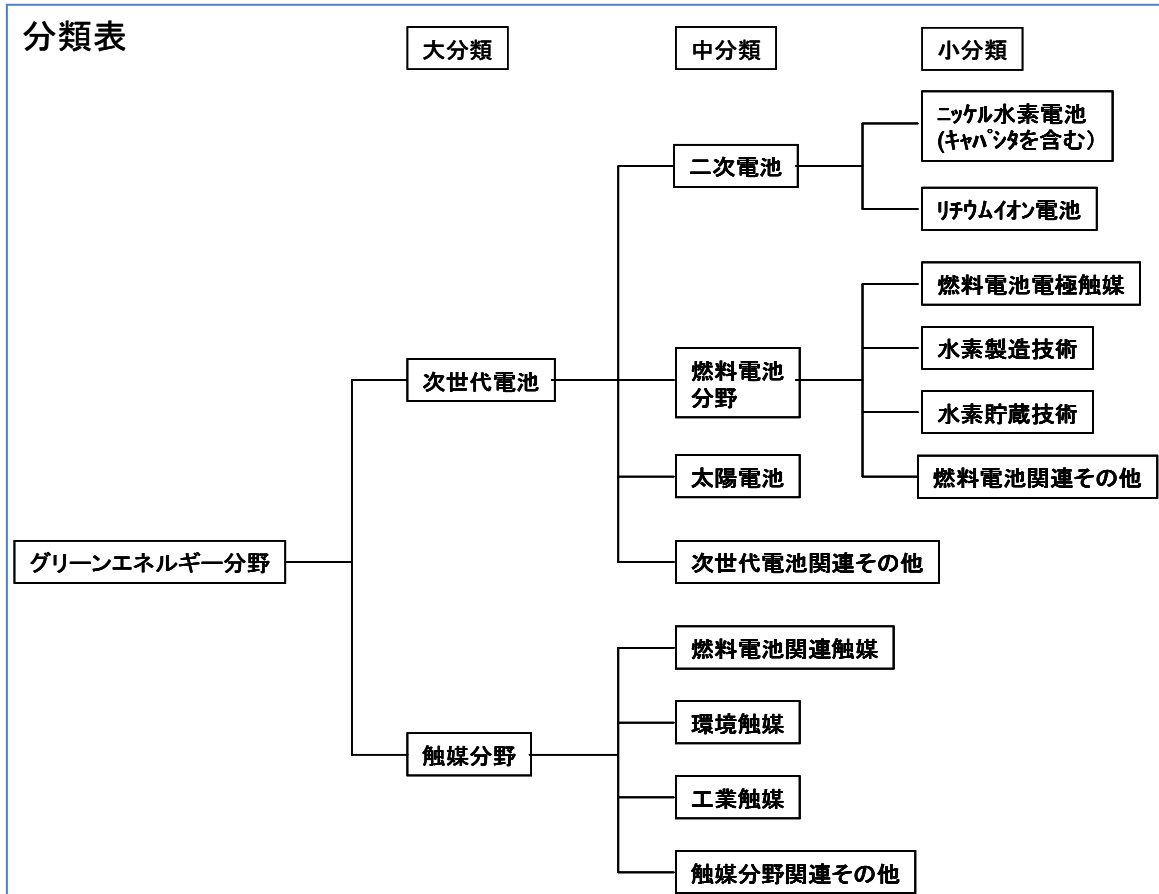 分類表
大分類
中分類
小分類
ニッケル水素電池
(キャパシタを含む)
二次電池
リチウムイオン電池
燃料電池電極触媒
水素製造技術
次世代電池
燃料電池
分野
水素貯蔵技術
太陽電池
燃料電池関連その他
グリーンエネルギー分野
次世代電池関連その他
燃料電池関連触媒
環境触媒
触媒分野
工業触媒
触媒分野関連その他